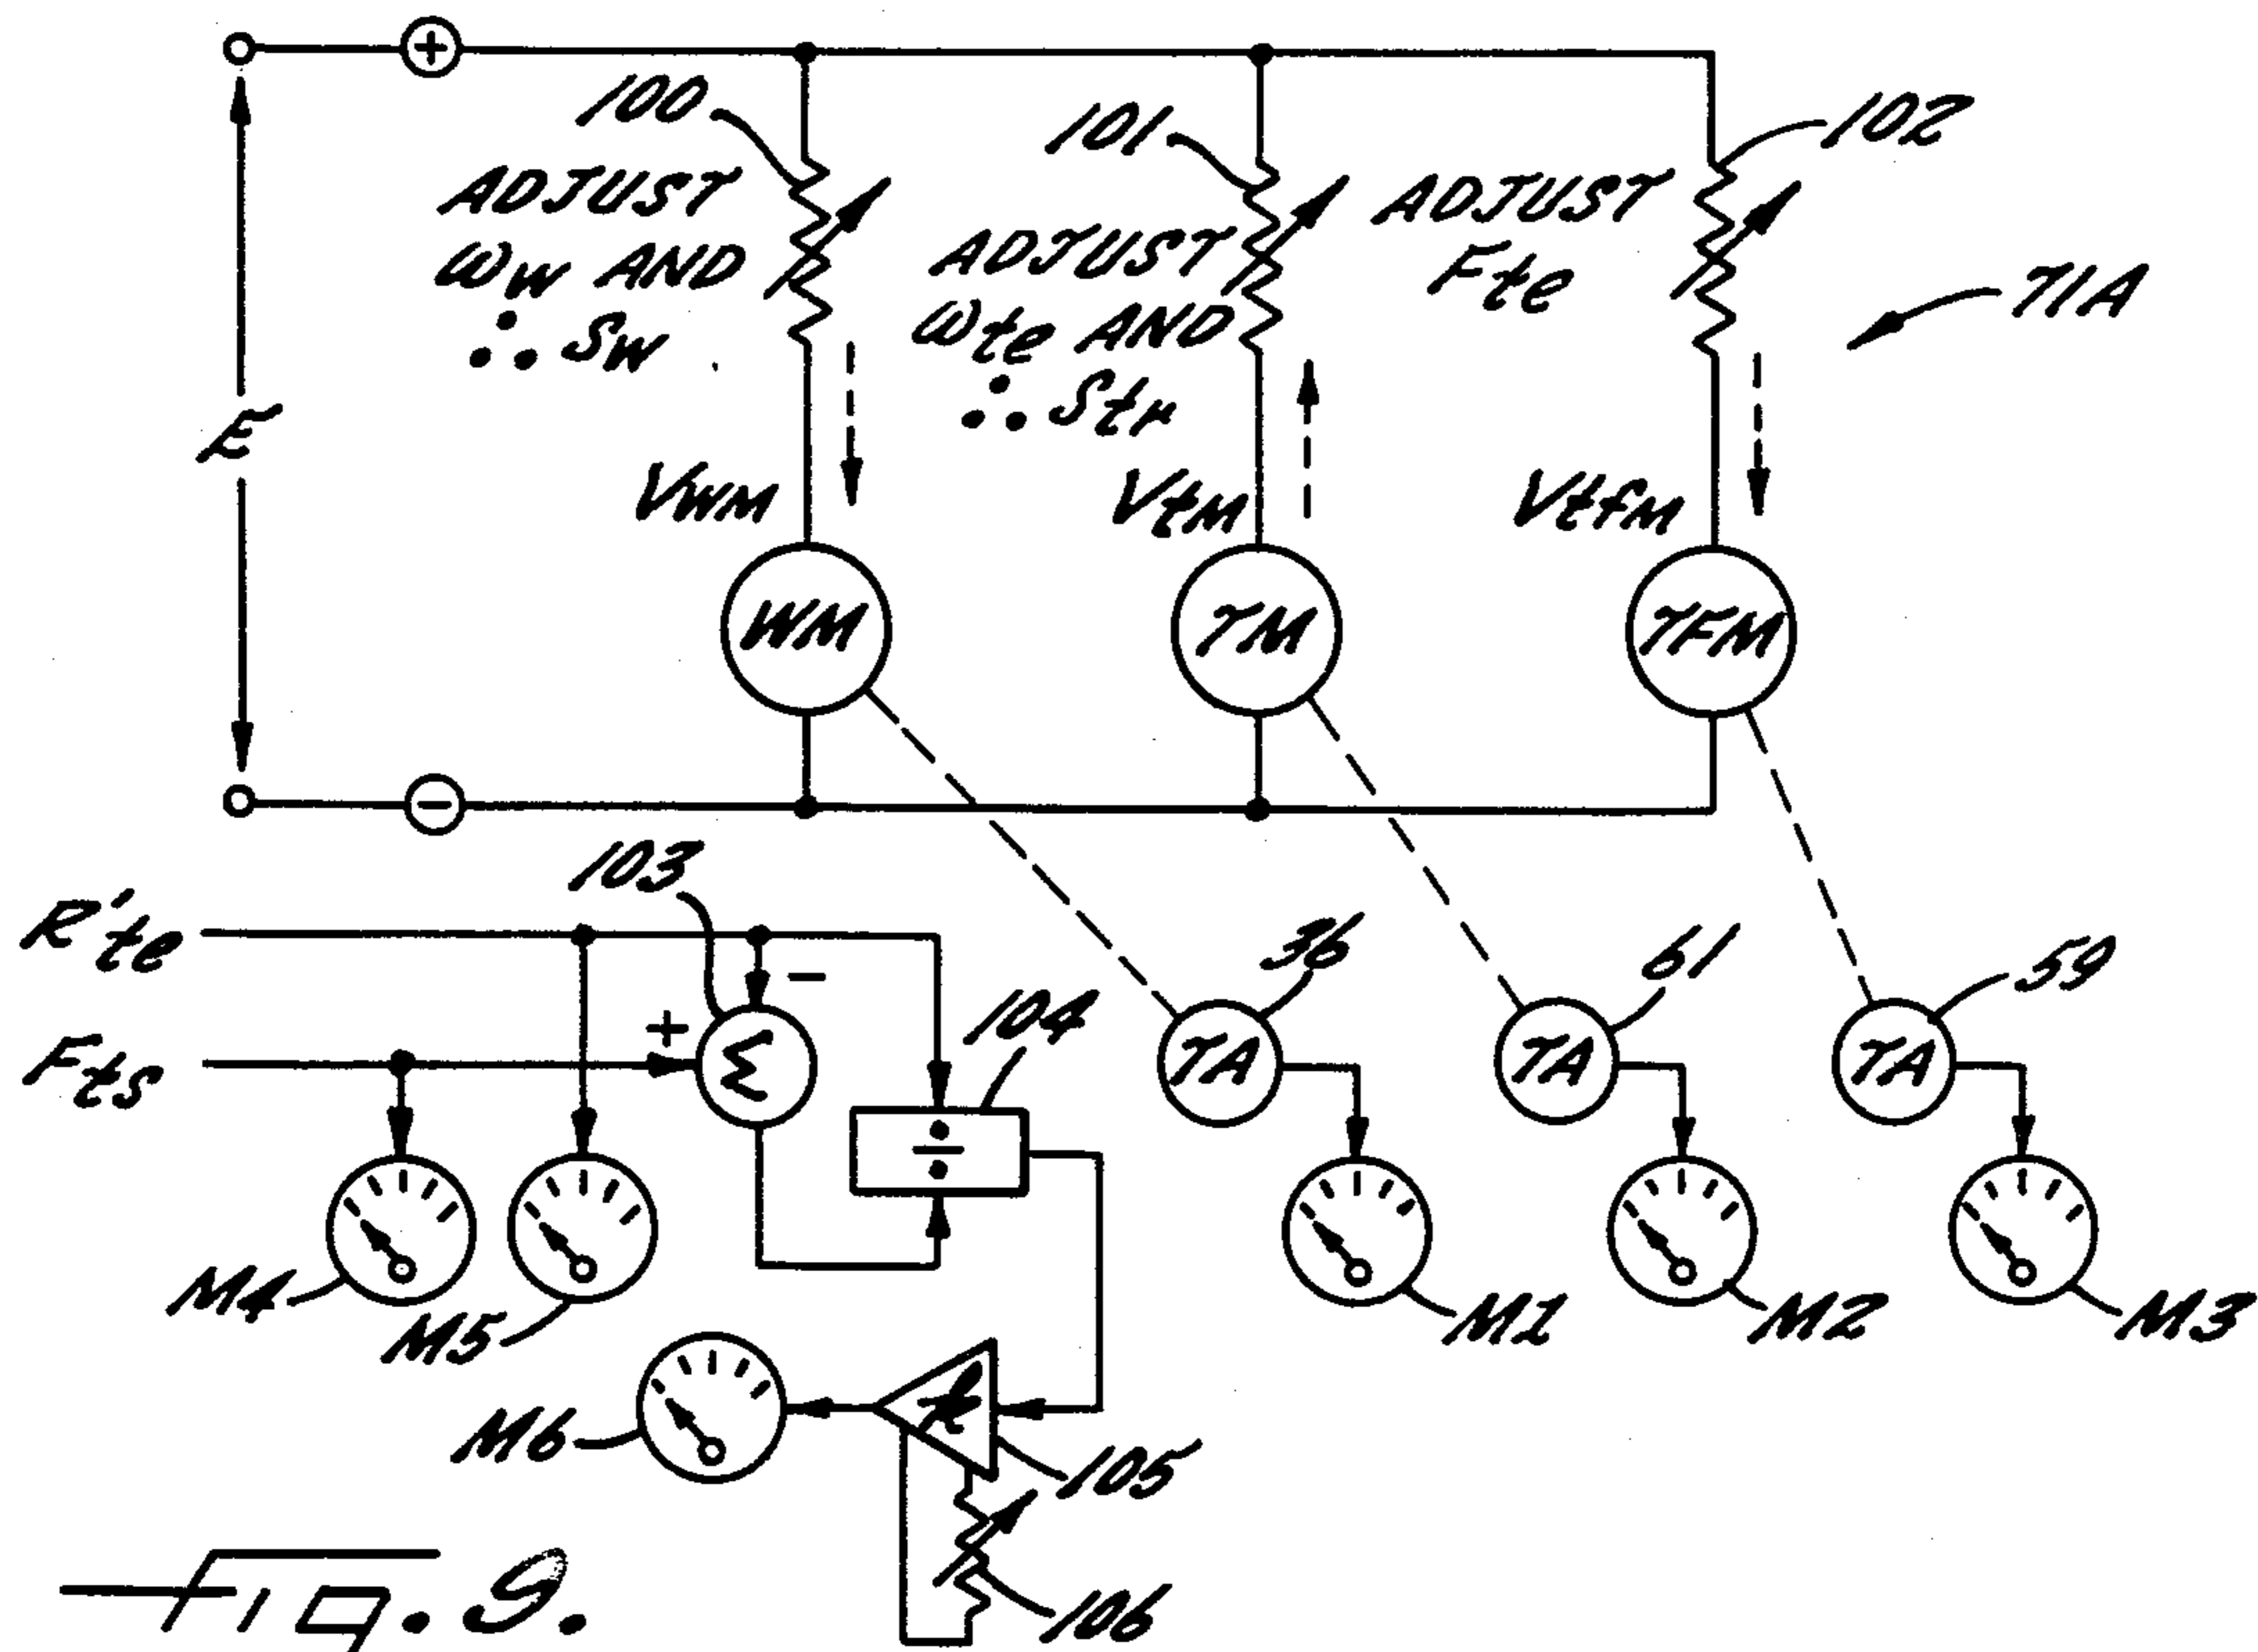 +
100
ADJUST
ωw AND
∴ Sw
101
ADJUST
ωte AND
∴ Str
ADJUST
Fte
102
71A
E
VWM
VtM
Vtfm
WM
TM
TFM
−
103
R'te
−
36
61
59
Fts
+
Σ
104
÷
TA
TA
TA
M4
M5
M1
M2
M3
M6
k
105
106
Fig. 9.